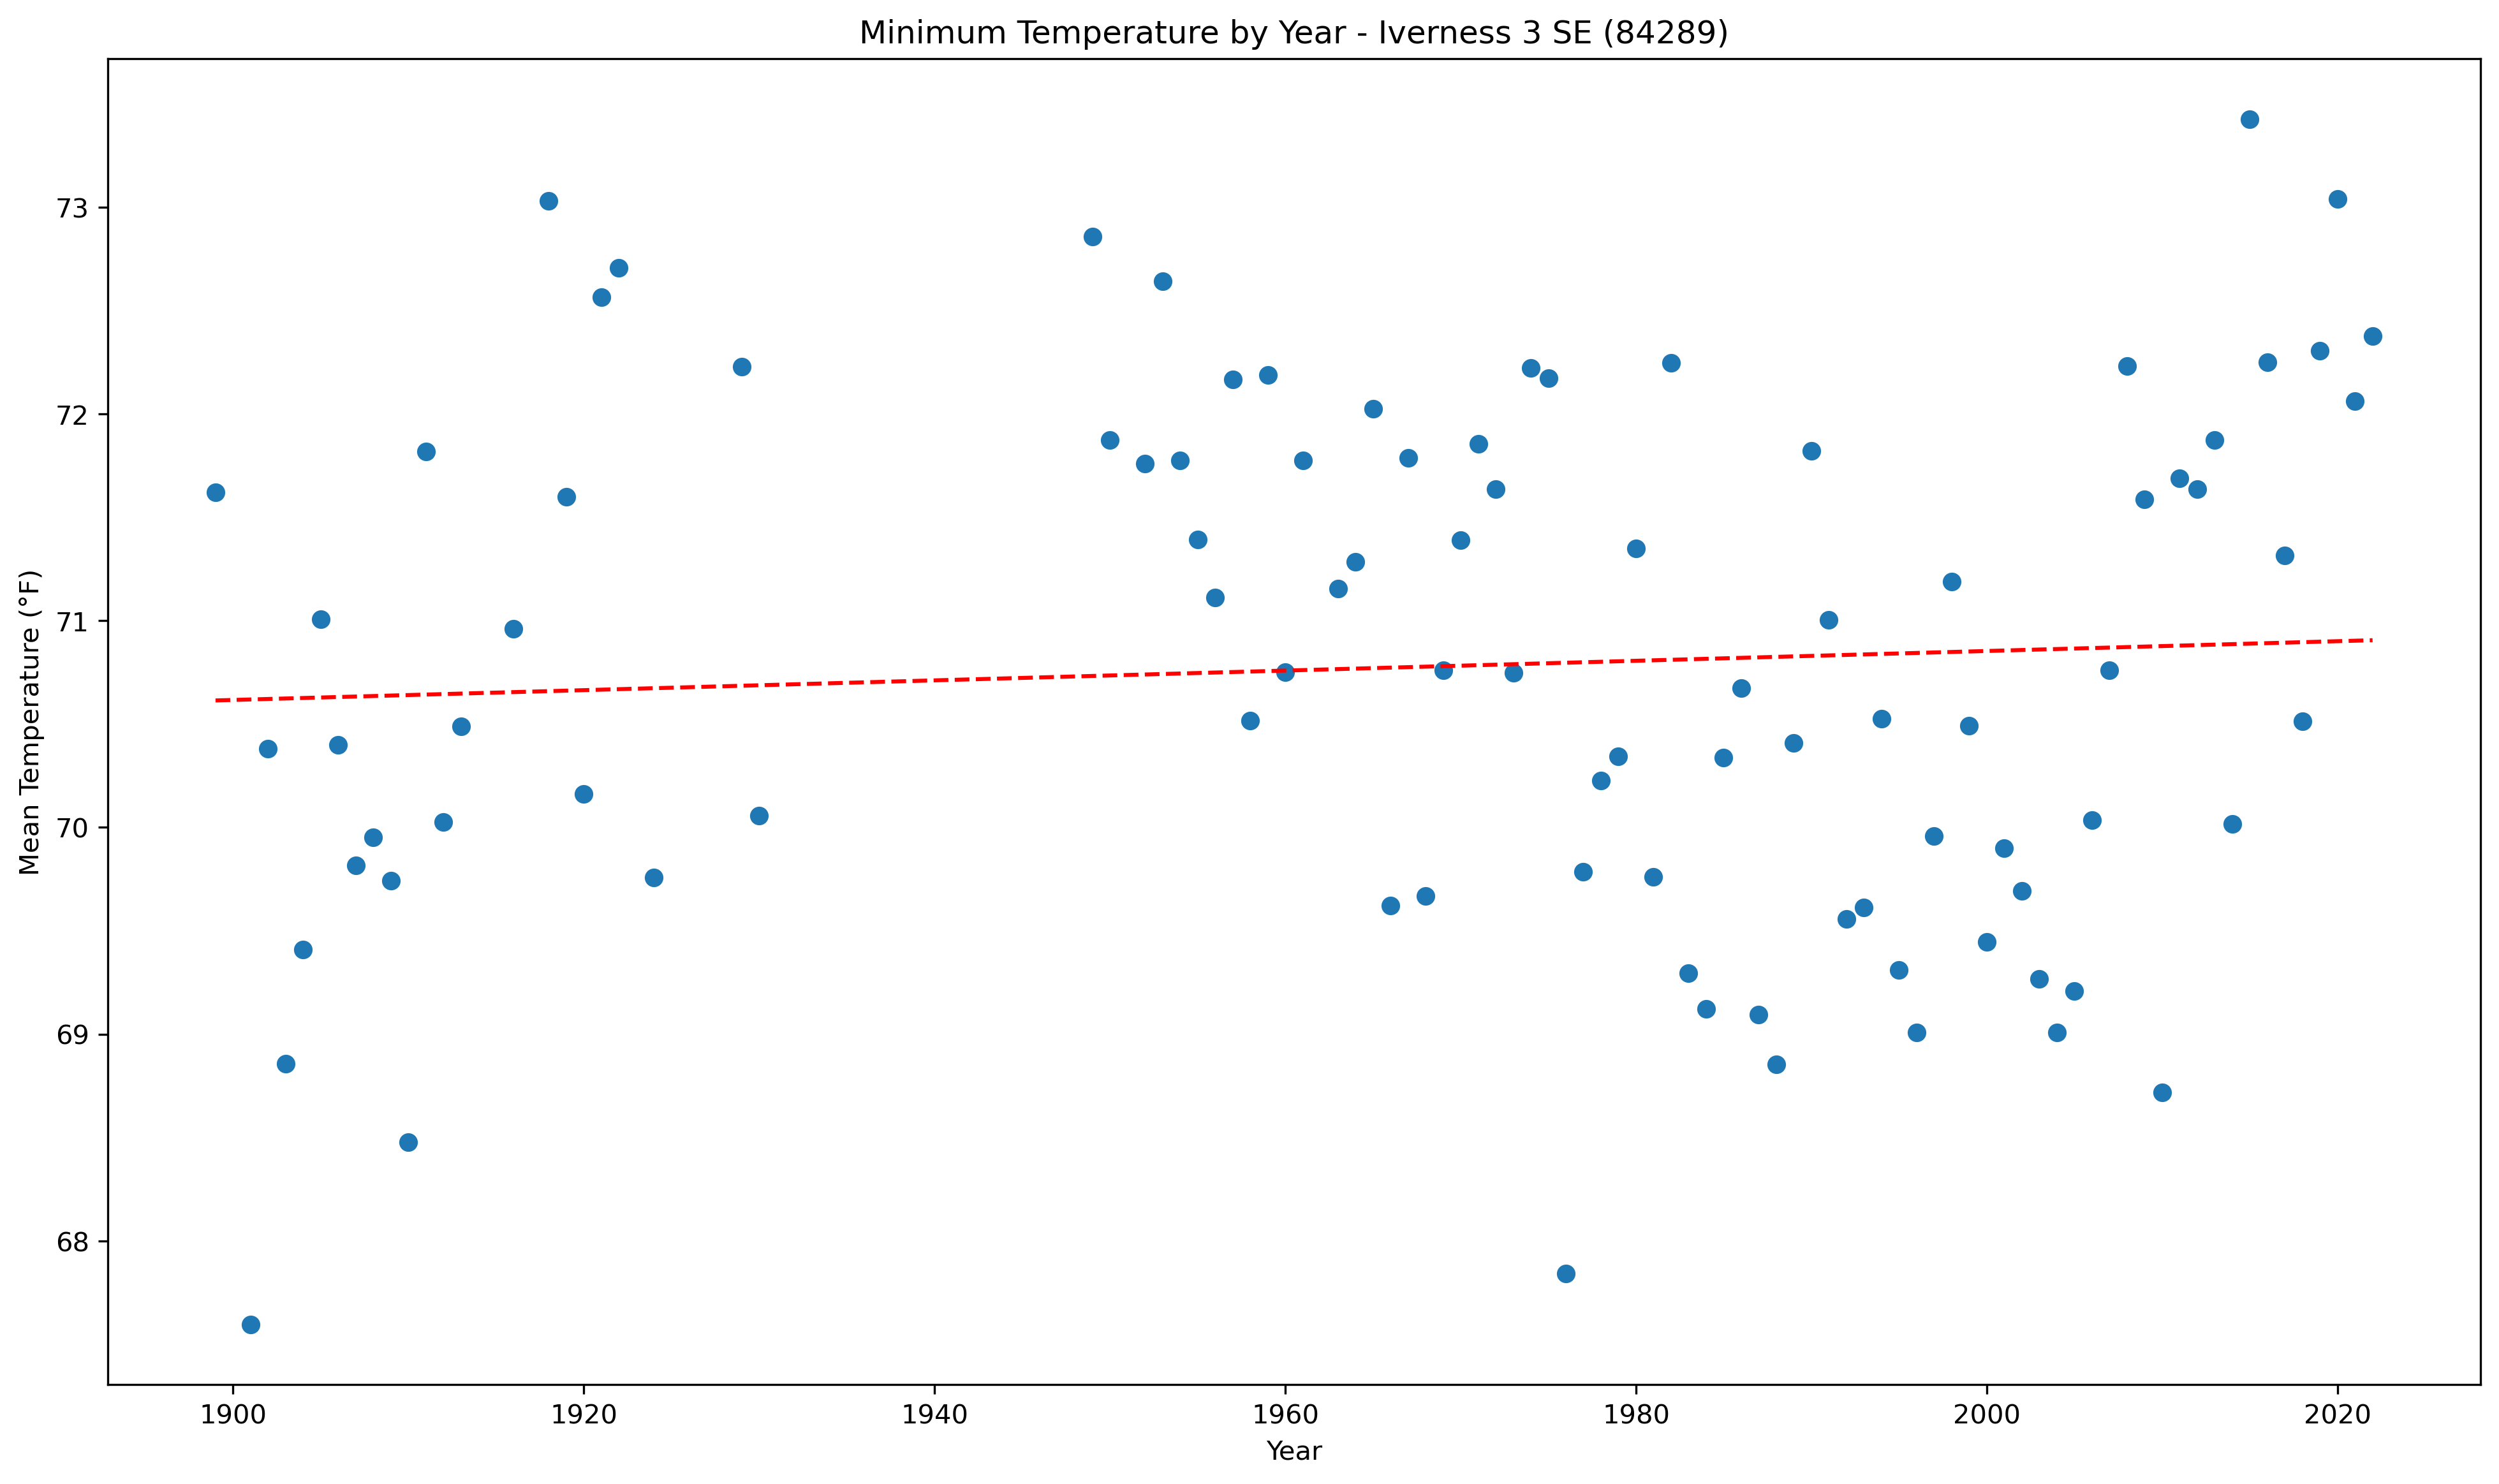 Minimum Temperature by Year - Iverness 3 SE (84289)
Mean Temperature (°F)
73
72
71
70
69
68
1900 1920 1940 1960 1980 2000 2020
Year